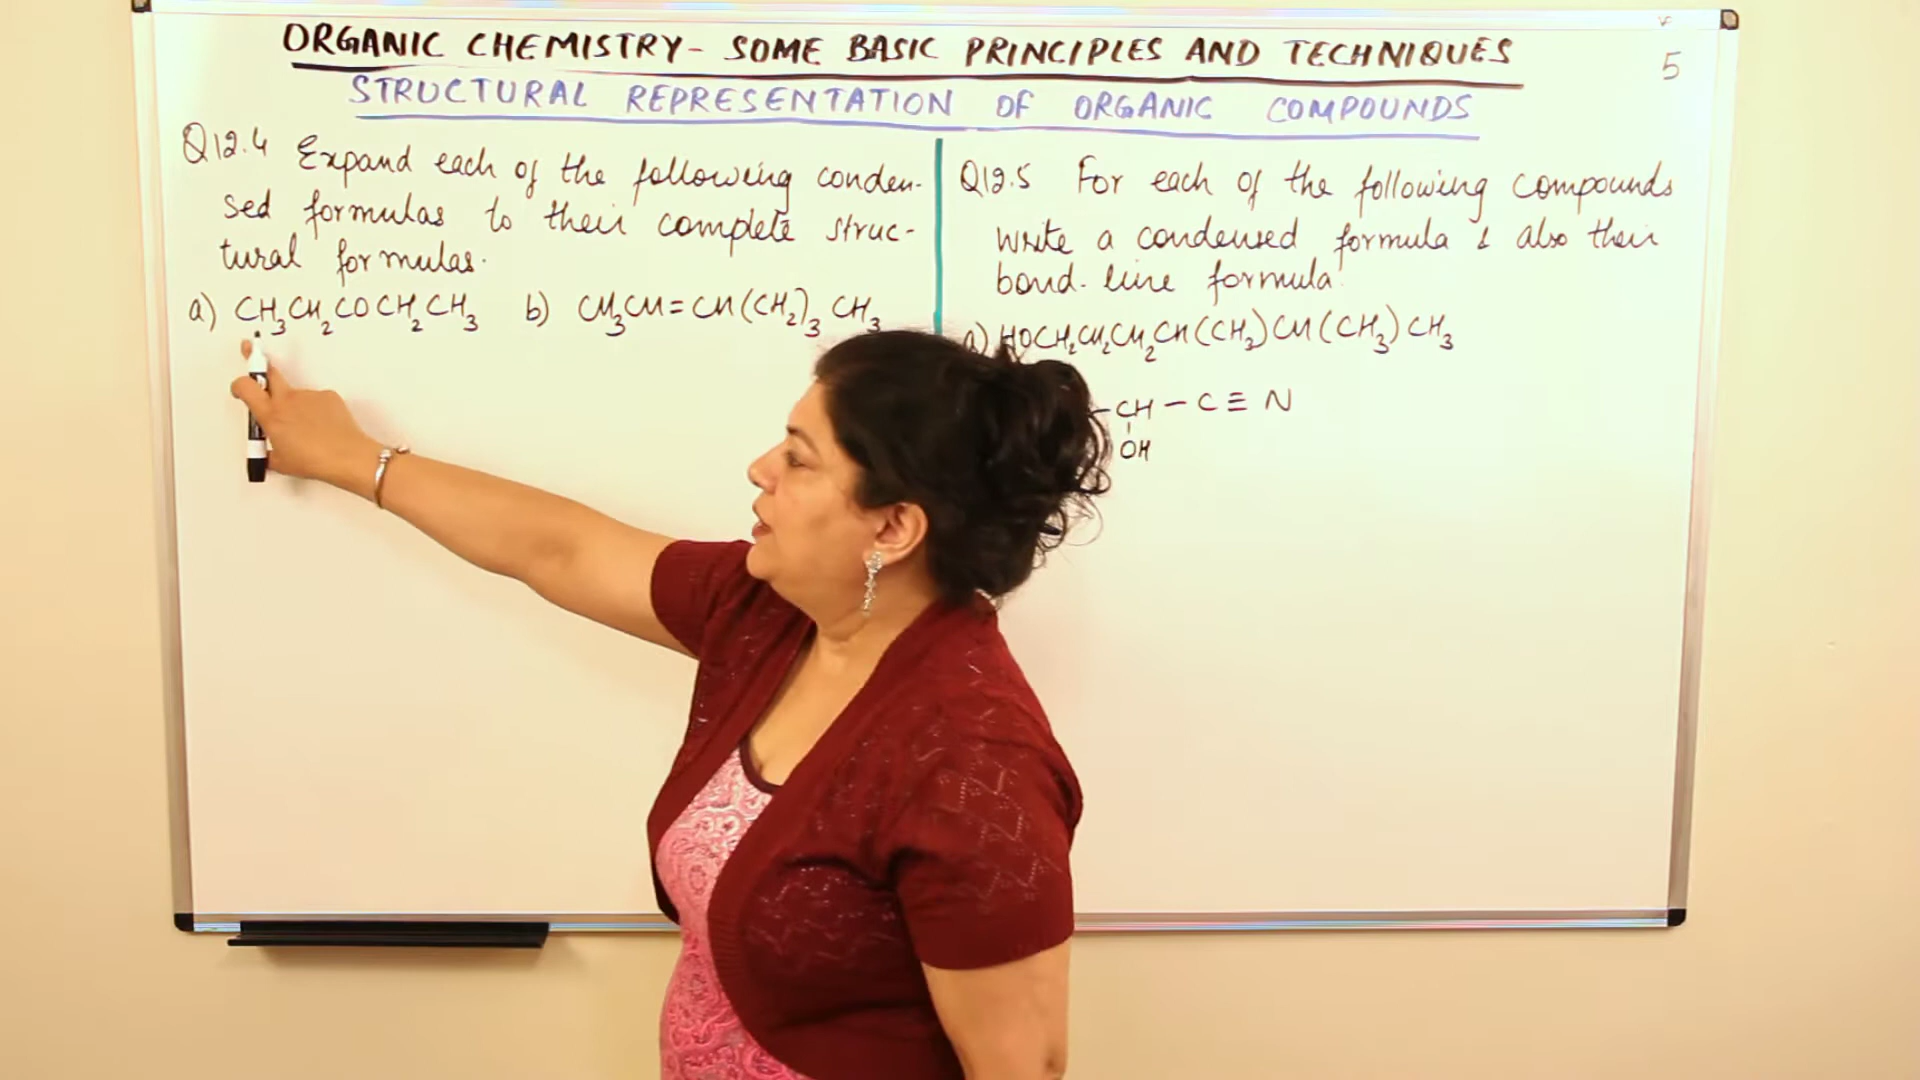 ORGANIC CHEMISTRY - SOME BASIC PRINCIPLES AND TECHNIQUES
5
STRUCTURAL REPRESENTATION OF ORGANIC COMPOUNDS
Q12.4 Expand each of the following conden-
sed formulas to their complete struc-
tural formulas.
a) CH₃CH₂COCH₂CH₃ b) CH₃CH=CH(CH₂)₃CH₃
Q12.5 For each of the following compounds
write a condensed formula & also their
bond-line formula.
a) HOCH₂CH₂CH₂CH(CH₃)CH(CH₃)CH₃
-CH-C≡N
OH